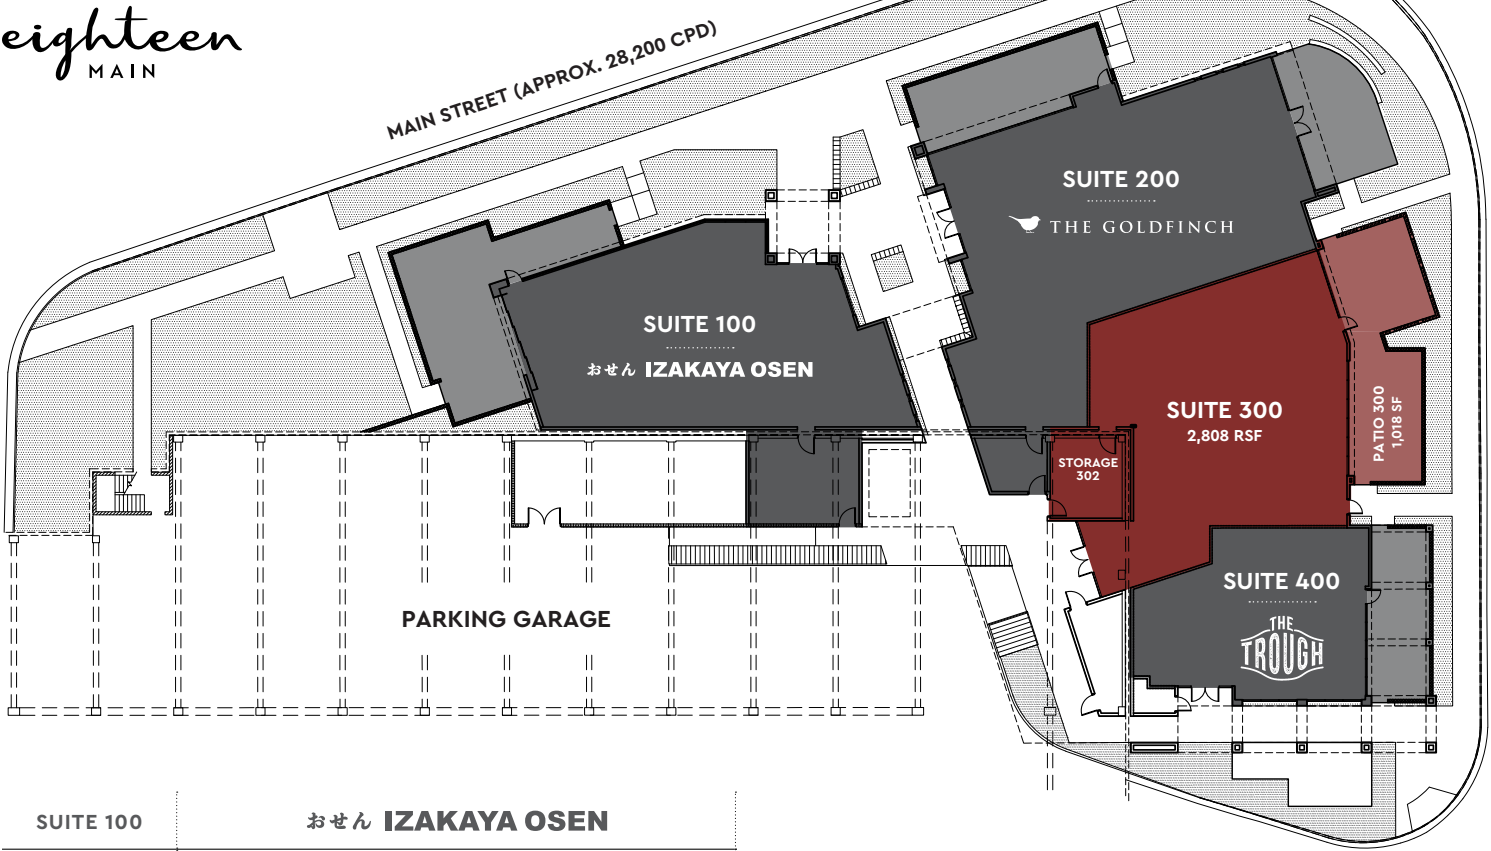 eighteen
MAIN
MAIN STREET (APPROX. 28,200 CPD)
SUITE 200
THE GOLDFINCH
SUITE 100
おせん IZAKAYA OSEN
SUITE 300
2,808 RSF
PATIO 300
1,018 SF
STORAGE
302
SUITE 400
THE
TROUGH
PARKING GARAGE
SUITE 100
おせん IZAKAYA OSEN